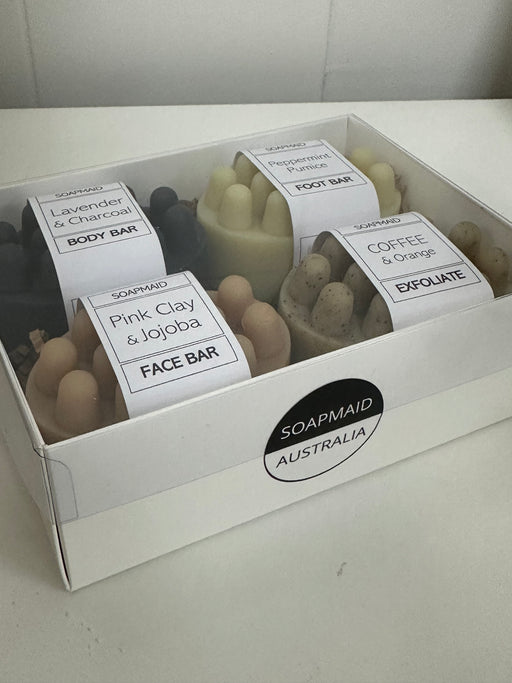 SOAPMAID
Lavender
& Charcoal
BODY BAR
SOAPMAID
Peppermint
Pumice
FOOT BAR
SOAPMAID
Pink Clay
& Jojoba
FACE BAR
SOAPMAID
COFFEE
& Orange
EXFOLIATE
SOAPMAID
AUSTRALIA